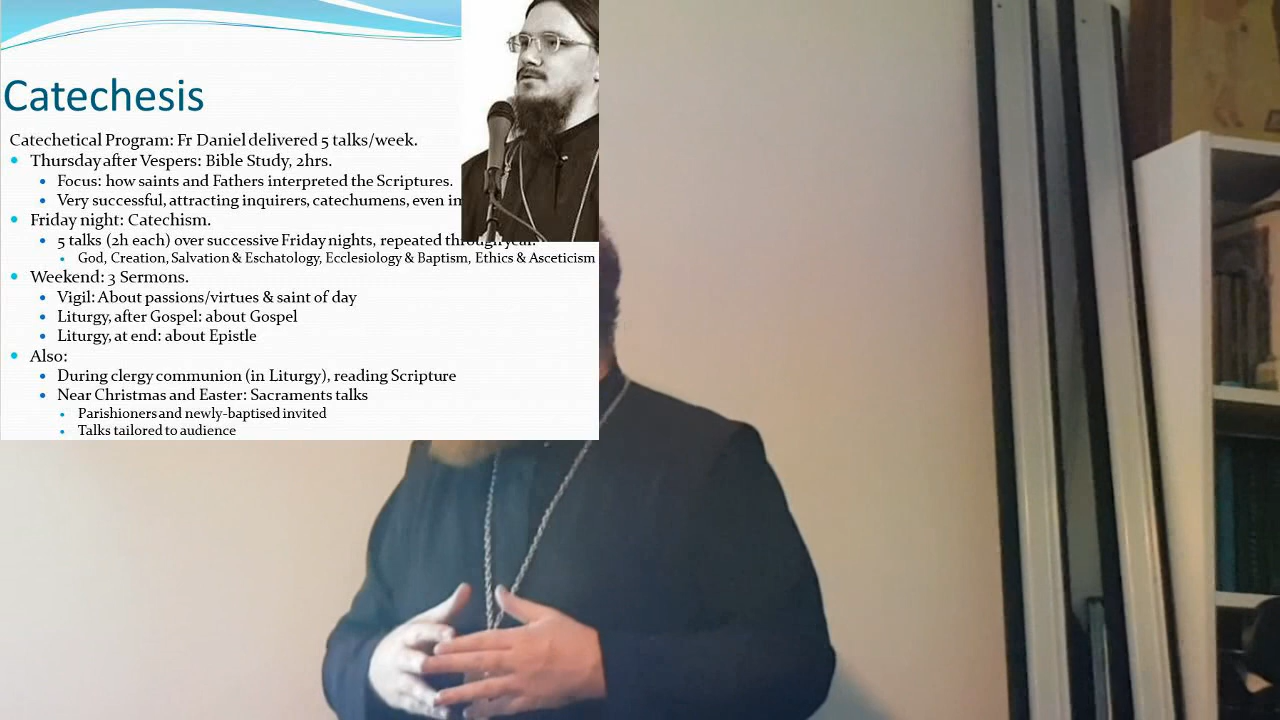 Catechesis
Catechetical Program: Fr Daniel delivered 5 talks/week.
Thursday after Vespers: Bible Study, 2hrs.
Focus: how saints and Fathers interpreted the Scriptures.
Very successful, attracting inquirers, catechumens, even in
Friday night: Catechism.
5 talks (2h each) over successive Friday nights, repeated through year.
God, Creation, Salvation & Eschatology, Ecclesiology & Baptism, Ethics & Asceticism
Weekend: 3 Sermons.
Vigil: About passions/virtues & saint of day
Liturgy, after Gospel: about Gospel
Liturgy, at end: about Epistle
Also:
During clergy communion (in Liturgy), reading Scripture
Near Christmas and Easter: Sacraments talks
Parishioners and newly-baptised invited
Talks tailored to audience